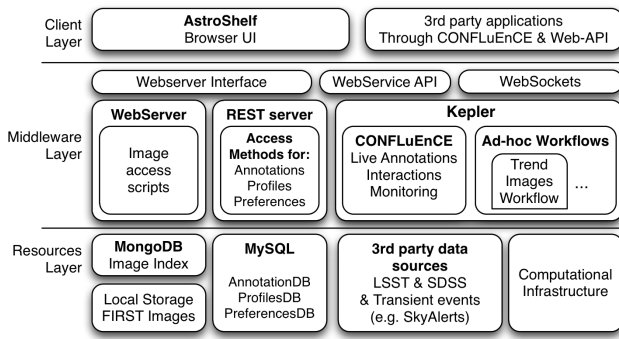 Client
Layer
AstroShelf
Browser UI
3rd party applications
Through CONFLuEnCE & Web-API
Middleware
Layer
Webserver Interface
WebService API
WebSockets
WebServer
Image
access
scripts
REST server
Access
Methods for:
Annotations
Profiles
Preferences
Kepler
CONFLuEnCE
Live Annotations
Interactions
Monitoring
Ad-hoc Workflows
Trend
Images
Workflow
...
Resources
Layer
MongoDB
Image Index
Local Storage
FIRST Images
MySQL
AnnotationDB
ProfilesDB
PreferencesDB
3rd party data
sources
LSST & SDSS
& Transient events
(e.g. SkyAlerts)
Computational
Infrastructure